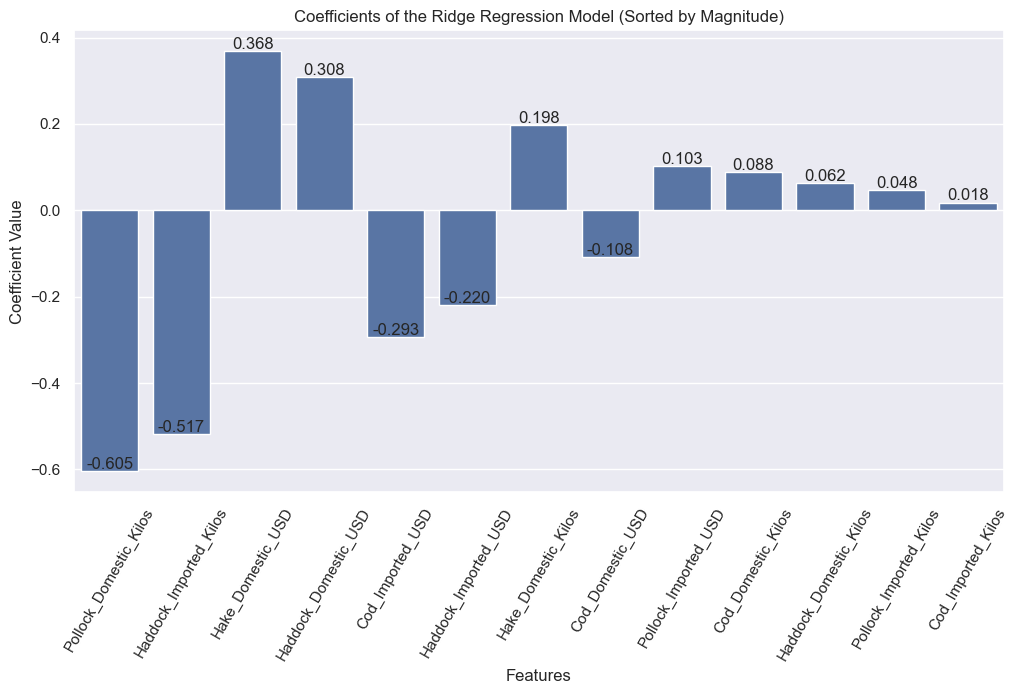 Coefficients of the Ridge Regression Model (Sorted by Magnitude)
Coefficient Value
0.4
0.2
0.0
−0.2
−0.4
−0.6
-0.605
-0.517
0.368
0.308
-0.293
-0.220
0.198
-0.108
0.103
0.088
0.062
0.048
0.018
Pollock_Domestic_Kilos
Haddock_Imported_Kilos
Hake_Domestic_USD
Haddock_Domestic_USD
Cod_Imported_USD
Haddock_Imported_USD
Hake_Domestic_Kilos
Cod_Domestic_USD
Pollock_Imported_USD
Cod_Domestic_Kilos
Haddock_Domestic_Kilos
Pollock_Imported_Kilos
Cod_Imported_Kilos
Features